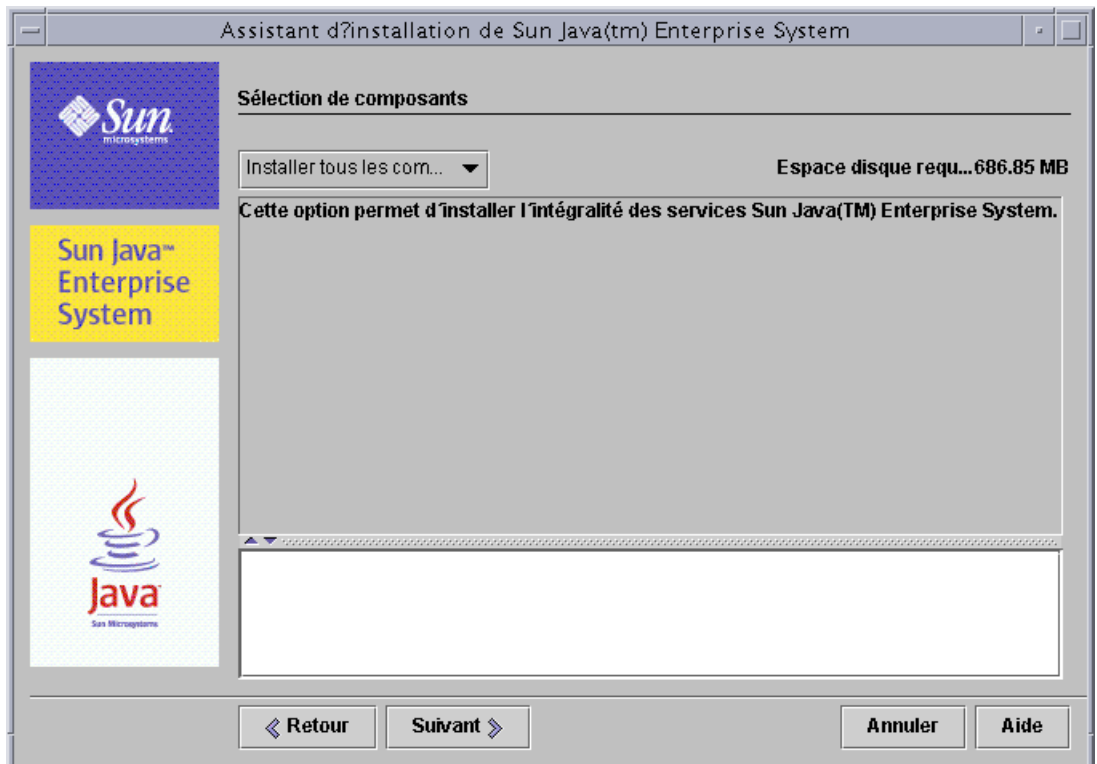 Assistant d?installation de Sun Java(tm) Enterprise System
Sun
microsystems
Sun Java™
Enterprise
System
Java
Sun Microsystems
Sélection de composants
Installer tous les com...
Espace disque requ...686.85 MB
Cette option permet d´installer l´intégralité des services Sun Java(TM) Enterprise System.
Retour
Suivant
Annuler
Aide